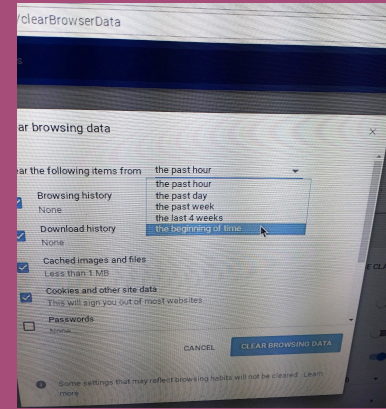 /clearBrowserData
s
ar browsing data
ear the following items from the past hour
the past hour
the past day
the past week
the last 4 weeks
the beginning of time
Browsing history
None
Download history
None
Cached images and files
Less than 1 MB
Cookies and other site data
This will sign you out of most websites.
Passwords
None
CANCEL
CLEAR BROWSING DATA
Some settings that may reflect browsing habits will not be cleared. Learn
more